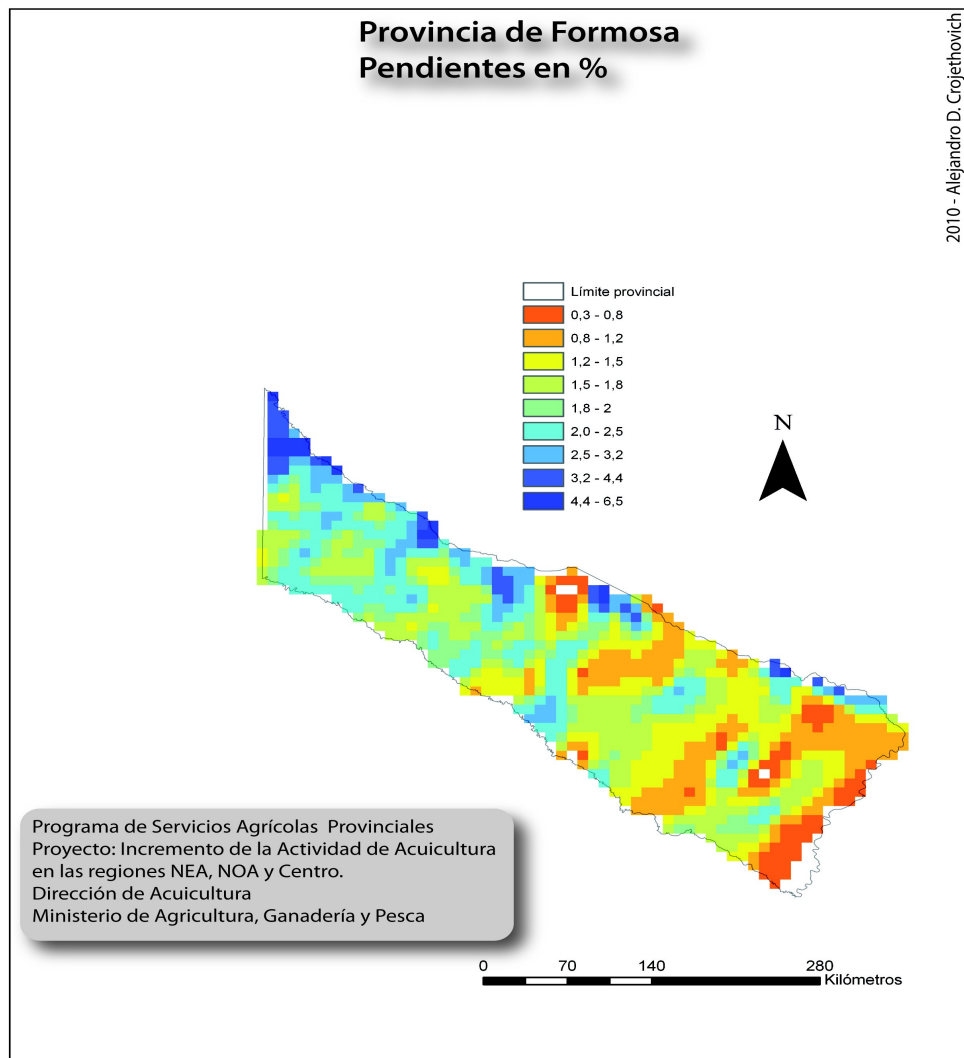 Provincia de Formosa
Pendientes en %
2010 - Alejandro D. Crojethovich
Límite provincial
0,3 - 0,8
0,8 - 1,2
1,2 - 1,5
1,5 - 1,8
1,8 - 2
2,0 - 2,5
2,5 - 3,2
3,2 - 4,4
4,4 - 6,5
N
Programa de Servicios Agrícolas  Provinciales
Proyecto: Incremento de la Actividad de Acuicultura
en las regiones NEA, NOA y Centro.
Dirección de Acuicultura
Ministerio de Agricultura, Ganadería y Pesca
0 70 140 280
Kilómetros